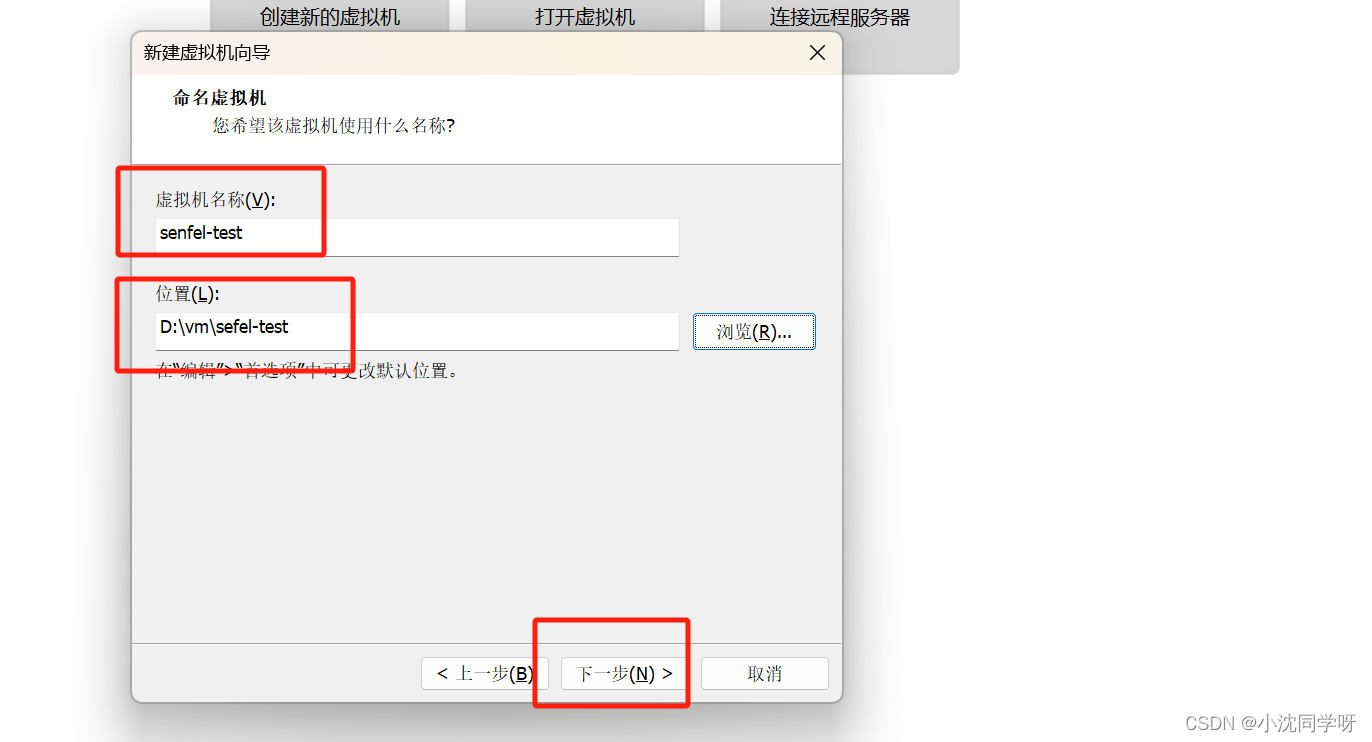 创建新的虚拟机 打开虚拟机 连接远程服务器
新建虚拟机向导
命名虚拟机
您希望该虚拟机使用什么名称?
虚拟机名称(V):
senfel-test
位置(L):
D:\vm\sefel-test
浏览(R)...
在“编辑”>“首选项”中可更改默认位置。
< 上一步(B) 下一步(N) > 取消
CSDN @小沈同学呀